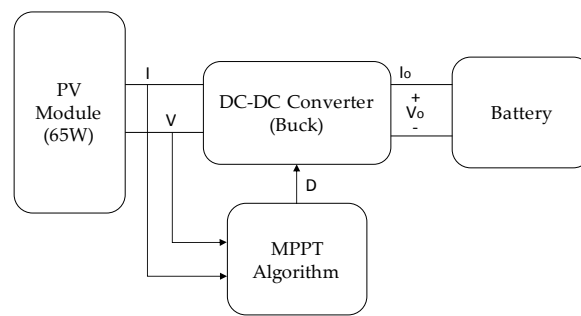 PV
Module
(65W)
I
V
DC-DC Converter
(Buck)
Io
+
Vo
-
Battery
D
MPPT
Algorithm